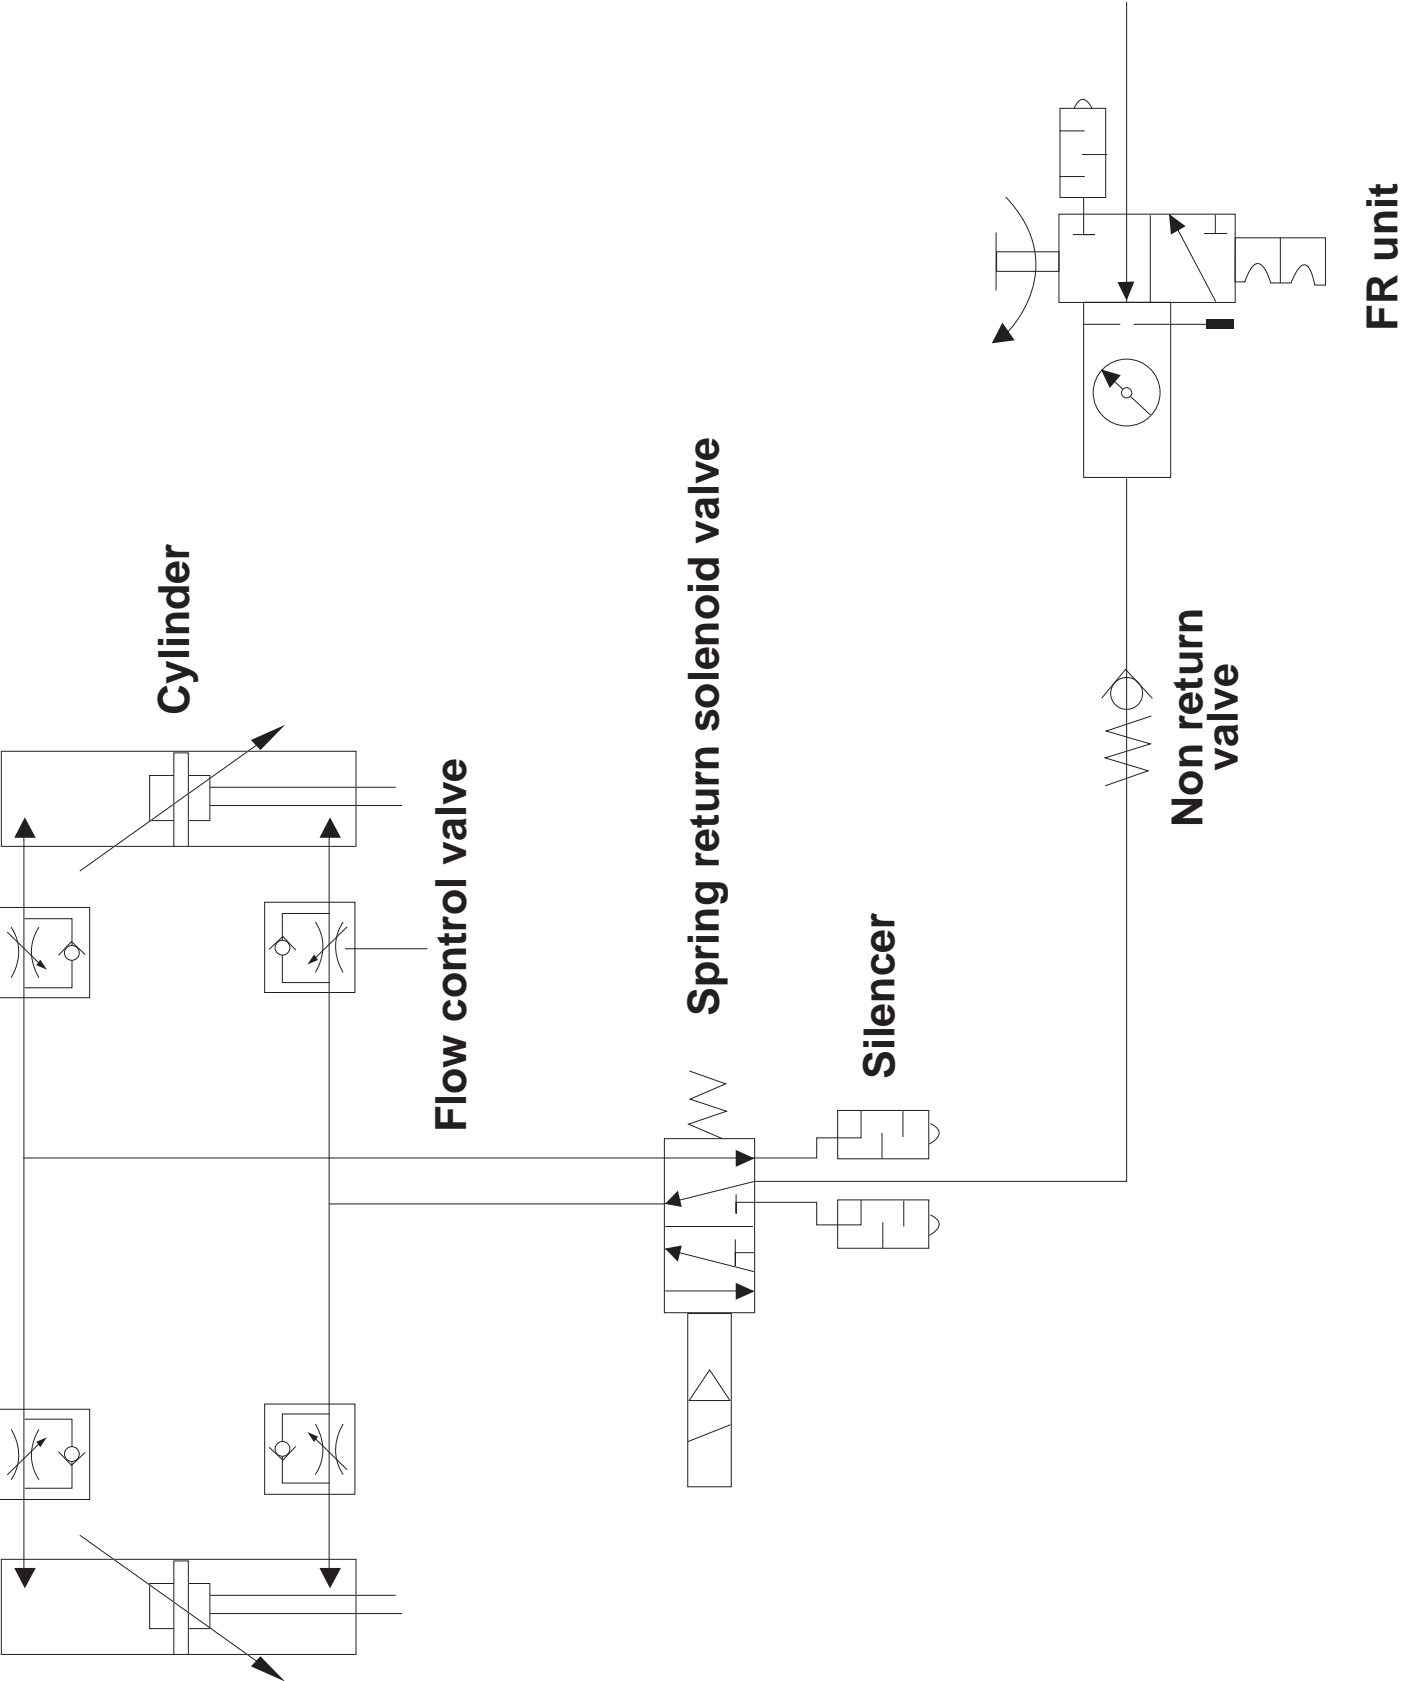 Cylinder
Flow control valve
Spring return solenoid valve
Silencer
Non return
valve
FR unit